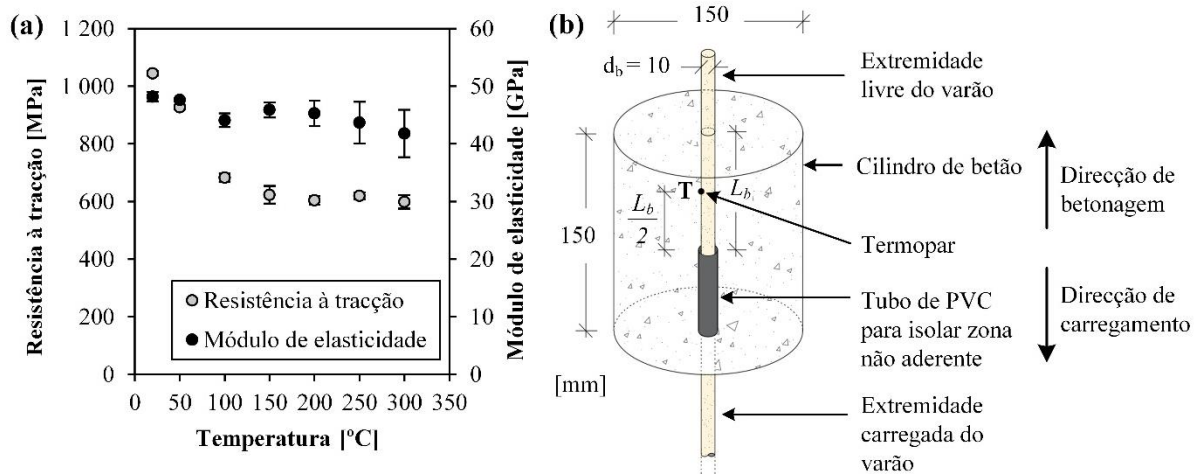 (a)
Resistência à tracção [MPa]
1 200
1 000
800
600
400
200
0
0 50 100 150 200 250 300 350
Temperatura [ºC]
60
50
40
30
20
10
0
Módulo de elasticidade [GPa]
Resistência à tracção
Módulo de elasticidade
(b)
150
d_b = 10
Extremidade
livre do varão
Cilindro de betão
Direcção de
betonagem
T
L_b
L_b
2
150
Termopar
Tubo de PVC
para isolar zona
não aderente
Direcção de
carregamento
[mm]
Extremidade
carregada do
varão